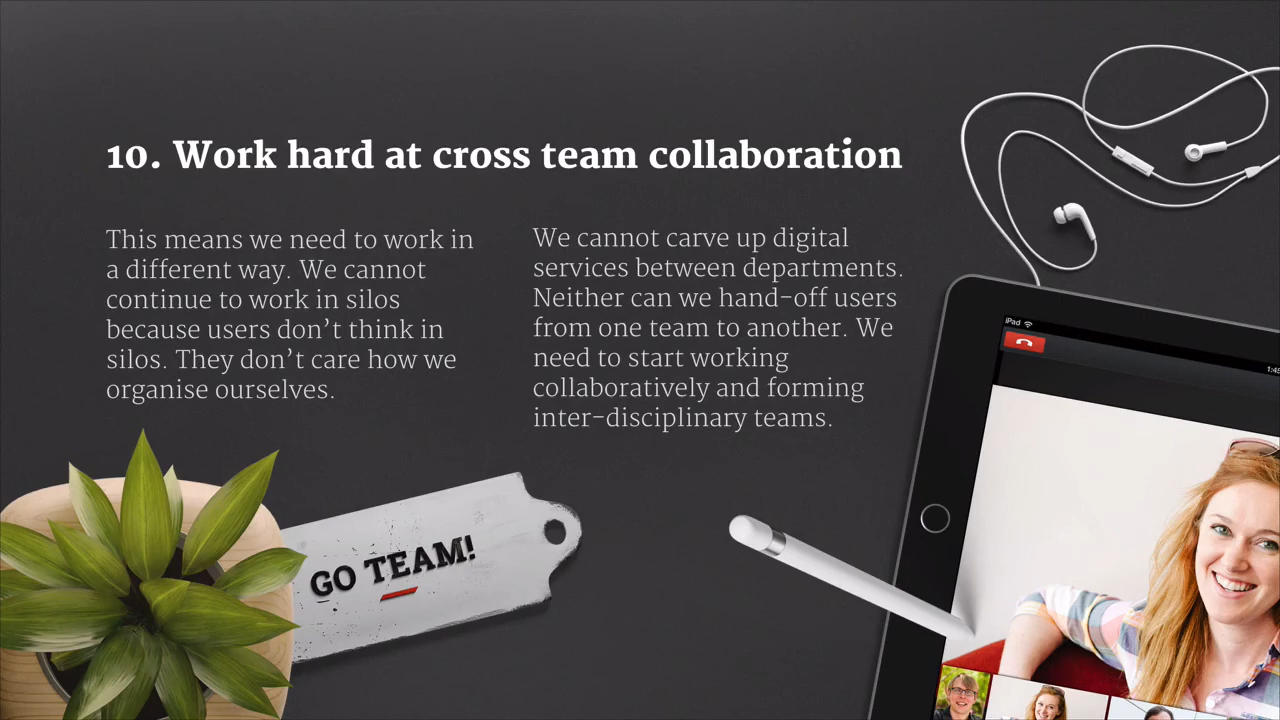 10. Work hard at cross team collaboration
This means we need to work in
a different way. We cannot
continue to work in silos
because users don’t think in
silos. They don’t care how we
organise ourselves.
We cannot carve up digital
services between departments.
Neither can we hand-off users
from one team to another. We
need to start working
collaboratively and forming
inter-disciplinary teams.
GO TEAM!
iPad
1:45